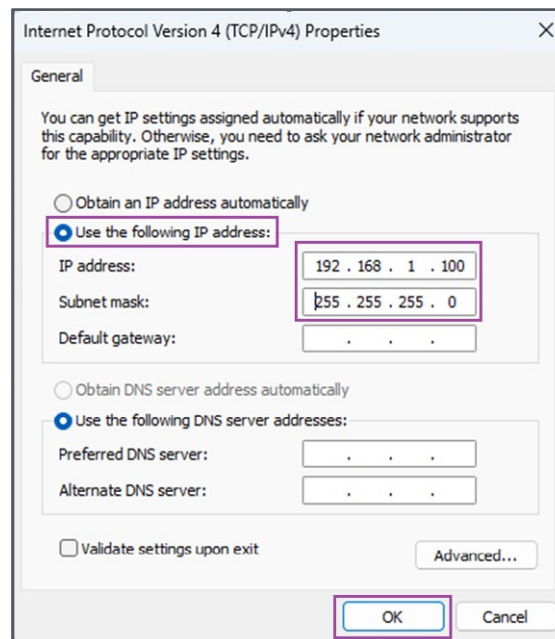 Internet Protocol Version 4 (TCP/IPv4) Properties
General
You can get IP settings assigned automatically if your network supports
this capability. Otherwise, you need to ask your network administrator
for the appropriate IP settings.
Obtain an IP address automatically
Use the following IP address:
IP address: 192 . 168 . 1 . 100
Subnet mask: 255 . 255 . 255 . 0
Default gateway: . . .
Obtain DNS server address automatically
Use the following DNS server addresses:
Preferred DNS server: . . .
Alternate DNS server: . . .
Validate settings upon exit
Advanced...
OK Cancel